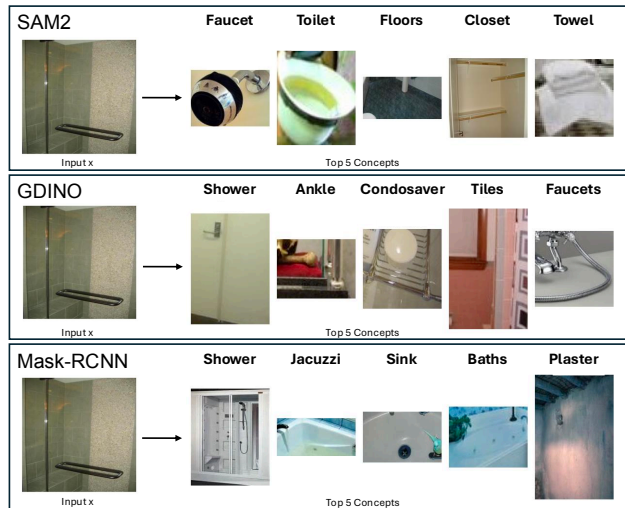 SAM2
Faucet Toilet Floors Closet Towel
Input x
Top 5 Concepts
GDINO
Shower Ankle Condosaver Tiles Faucets
Input x
Top 5 Concepts
Mask-RCNN
Shower Jacuzzi Sink Baths Plaster
Input x
Top 5 Concepts